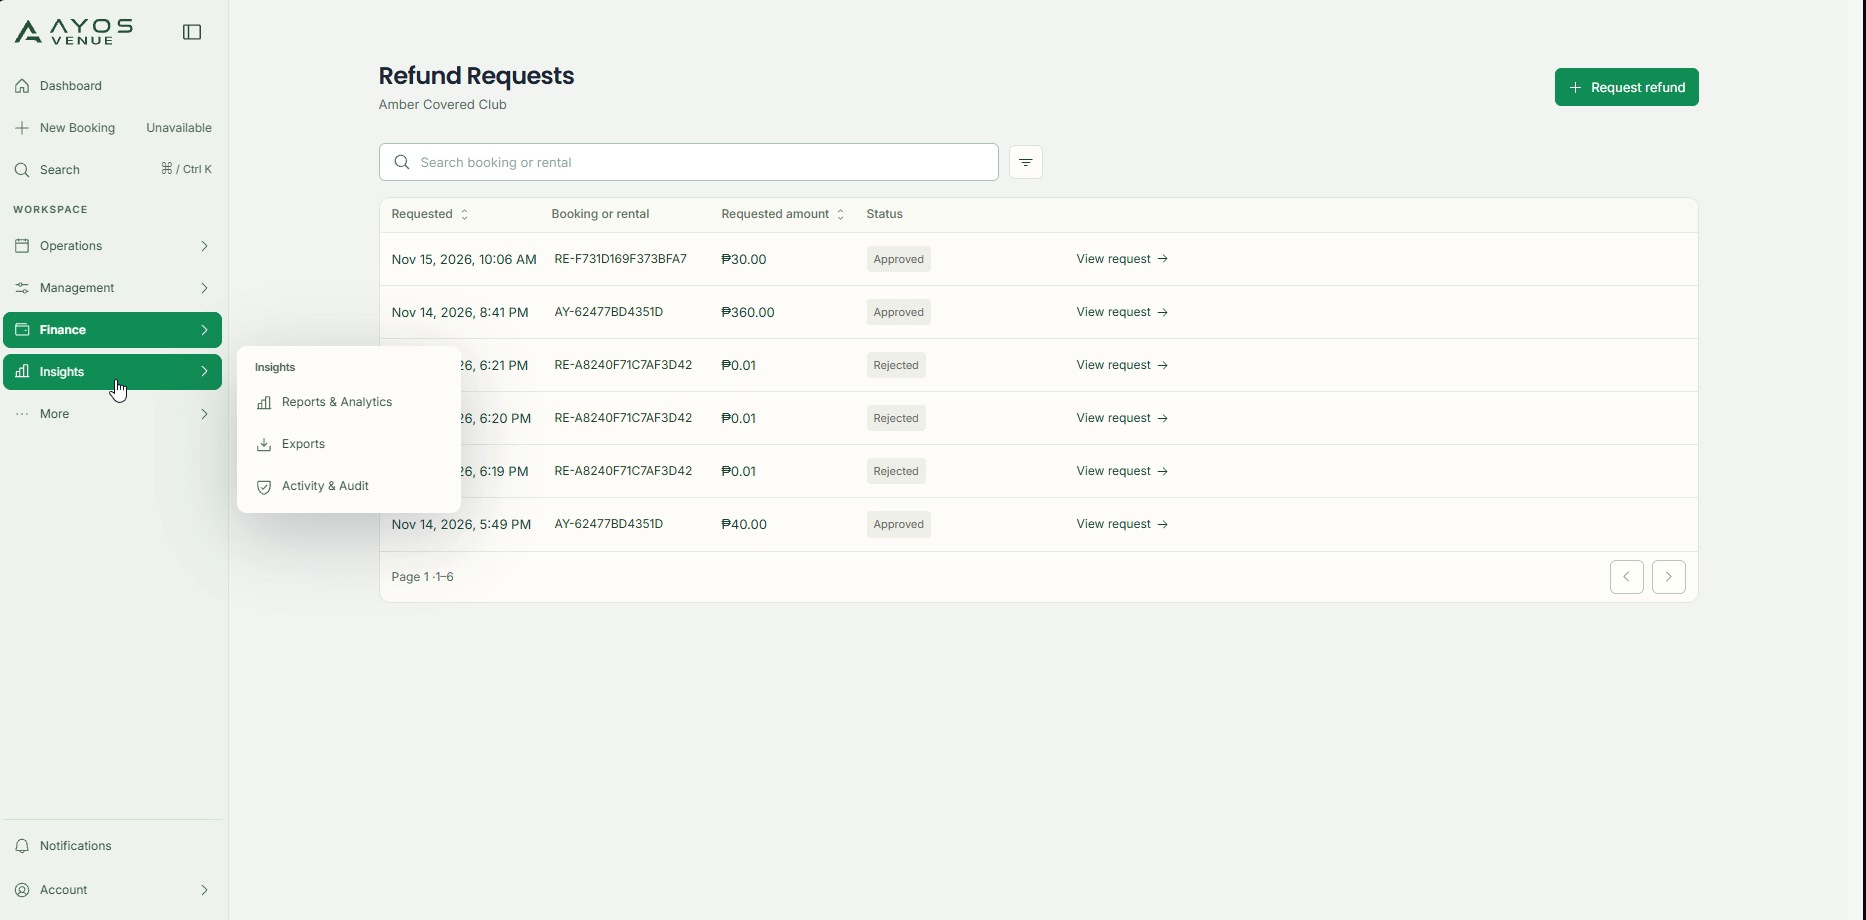 AYOS
VENUE
Dashboard
New Booking Unavailable
Search ⌘ / Ctrl K
WORKSPACE
Operations
Management
Finance
Insights
More
Notifications
Account
Insights
Reports & Analytics
Exports
Activity & Audit
Refund Requests
Amber Covered Club
+ Request refund
Search booking or rental
Requested Booking or rental Requested amount Status
Nov 15, 2026, 10:06 AM RE-F731D169F373BFA7 ₱30.00 Approved View request →
Nov 14, 2026, 8:41 PM AY-62477BD4351D ₱360.00 Approved View request →
6, 6:21 PM RE-A8240F71C7AF3D42 ₱0.01 Rejected View request →
6, 6:20 PM RE-A8240F71C7AF3D42 ₱0.01 Rejected View request →
6, 6:19 PM RE-A8240F71C7AF3D42 ₱0.01 Rejected View request →
Nov 14, 2026, 5:49 PM AY-62477BD4351D ₱40.00 Approved View request →
Page 1 ·1–6